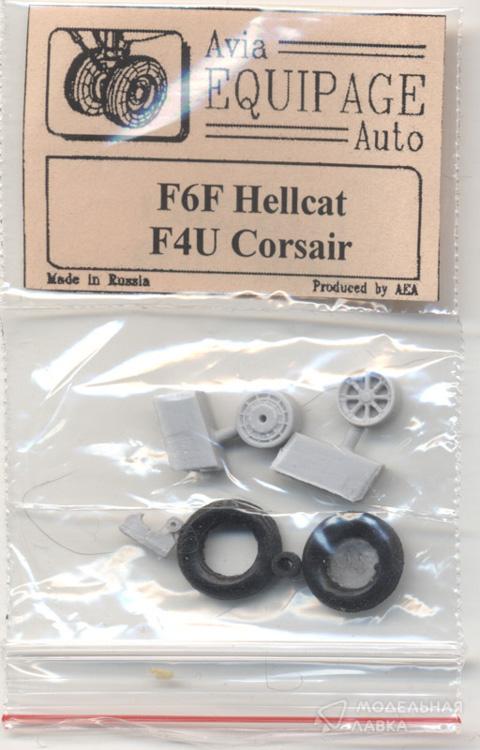 Avia
EQUIPAGE
Auto
F6F Hellcat
F4U Corsair
Made in Russia
Produced by AEA
МОДЕЛЬНАЯ
ЛАВКА